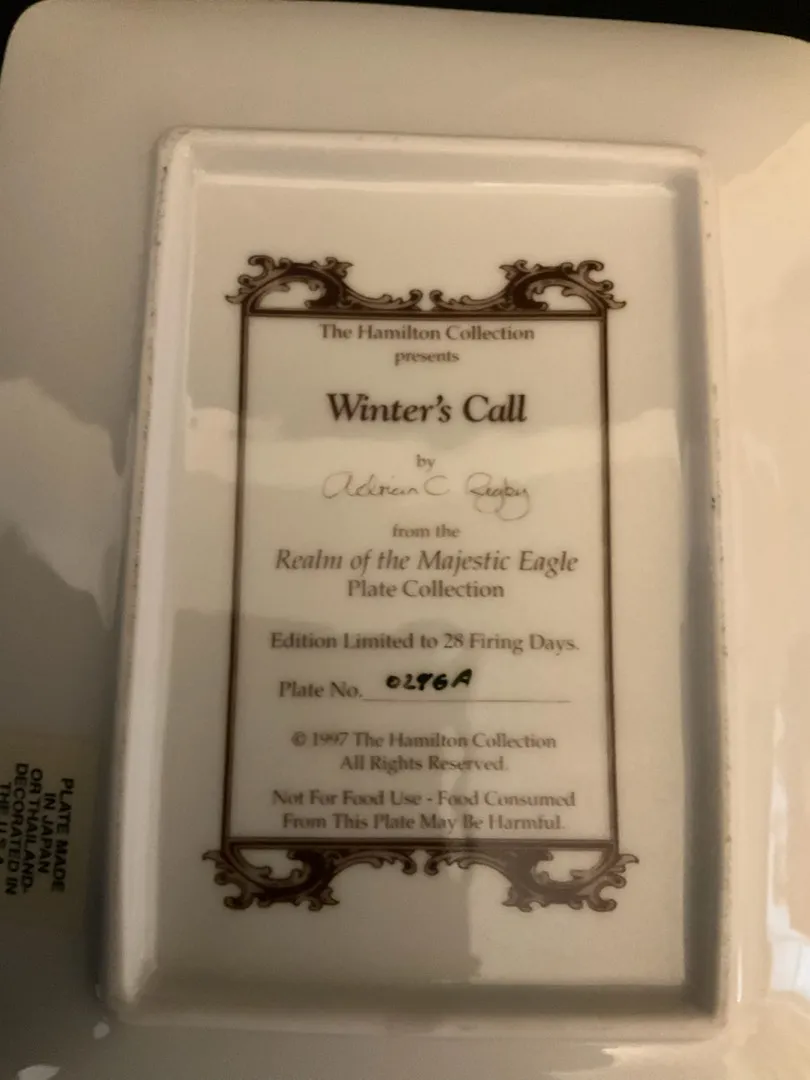 The Hamilton Collection
presents
Winter's Call
by
Adrian C Rigby
from the
Realm of the Majestic Eagle
Plate Collection
Edition Limited to 28 Firing Days.
Plate No. 0296A
© 1997 The Hamilton Collection
All Rights Reserved.
Not For Food Use - Food Consumed
From This Plate May Be Harmful.
PLATE MADE
IN JAPAN
OR THAILAND.
DECORATED IN
THE U.S.A.